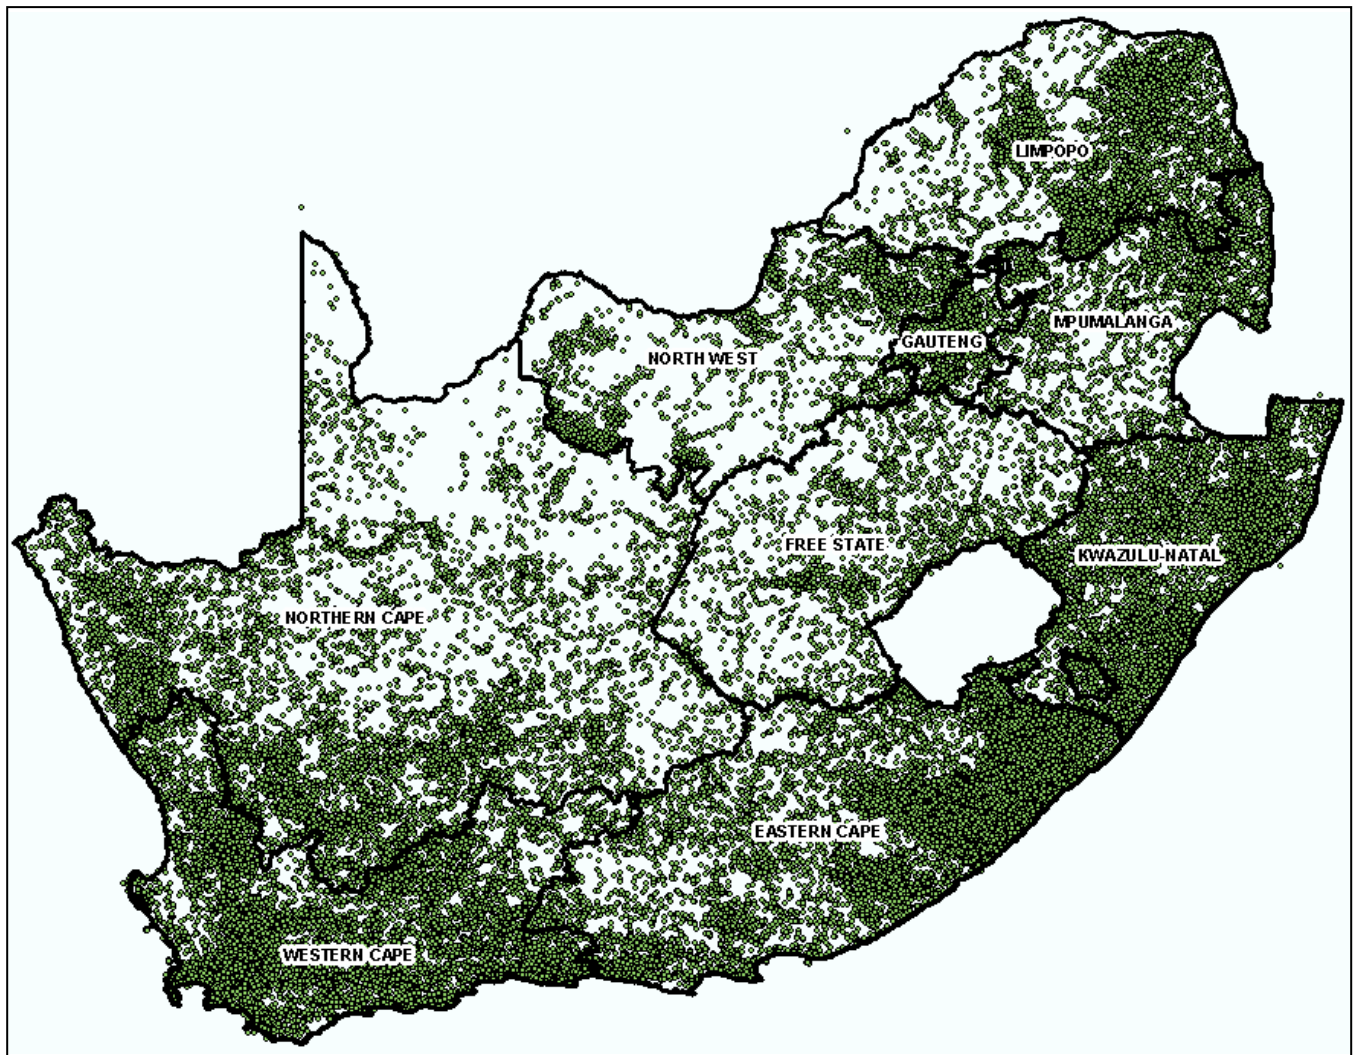 LIMPOPO
MPUMALANGA
GAUTENG
NORTH WEST
FREE STATE
KWAZULU-NATAL
NORTHERN CAPE
EASTERN CAPE
WESTERN CAPE